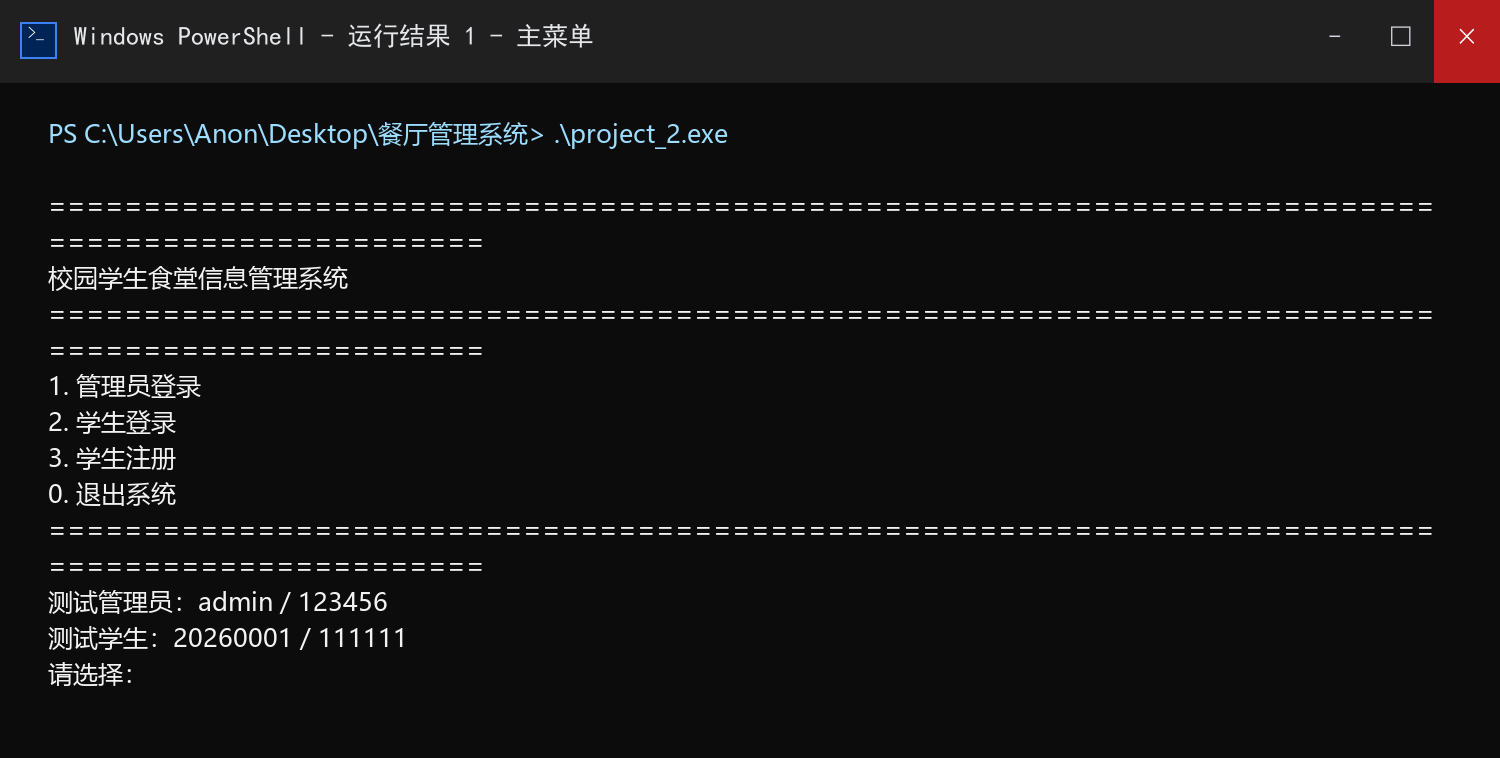 Windows PowerShell - 运行结果 1 - 主菜单
PS C:\Users\Anon\Desktop\餐厅管理系统> .\project_2.exe
=========================================================================
=======================
校园学生食堂信息管理系统
=========================================================================
=======================
1. 管理员登录
2. 学生登录
3. 学生注册
0. 退出系统
=========================================================================
=======================
测试管理员：admin / 123456
测试学生：20260001 / 111111
请选择：